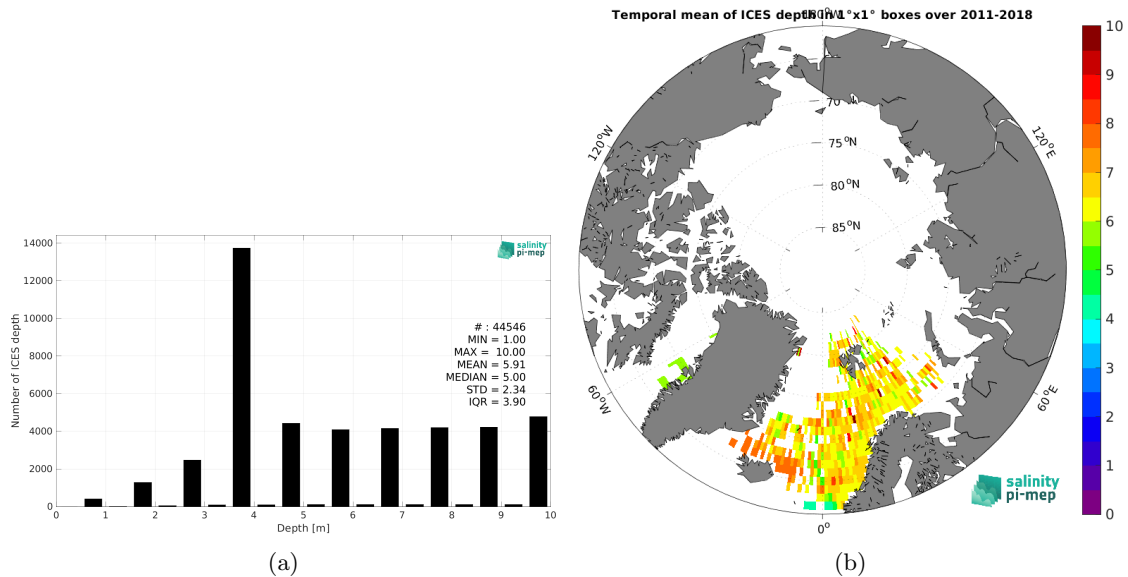 Temporal mean of ICES depth in 1°x1° boxes over 2011-2018
180°W
120°W
120°E
60°W
60°E
0°
75°N
80°N
85°N
10
9
8
7
6
5
4
3
2
1
0
salinity
pi-mep
14000
12000
10000
8000
6000
4000
2000
0
Number of ICES depth
salinity
pi-mep
# : 44546
MIN = 1.00
MAX = 10.00
MEAN = 5.91
MEDIAN = 5.00
STD = 2.34
IQR = 3.90
0 1 2 3 4 5 6 7 8 9 10
Depth [m]
(a)
(b)